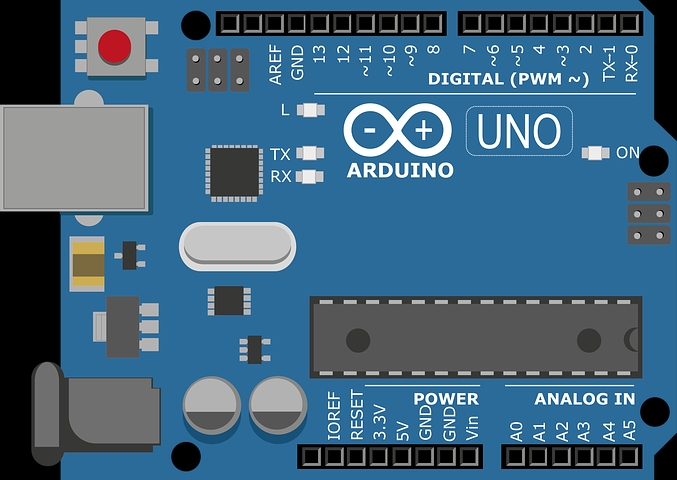 AREF
GND
13
12
~11
~10
~9
8
7
~6
~5
4
~3
2
TX-1
RX-0
DIGITAL (PWM ~)
L
- +
UNO
TX
ON
RX
ARDUINO
POWER
ANALOG IN
IOREF
RESET
3.3V
5V
GND
GND
Vin
A0
A1
A2
A3
A4
A5